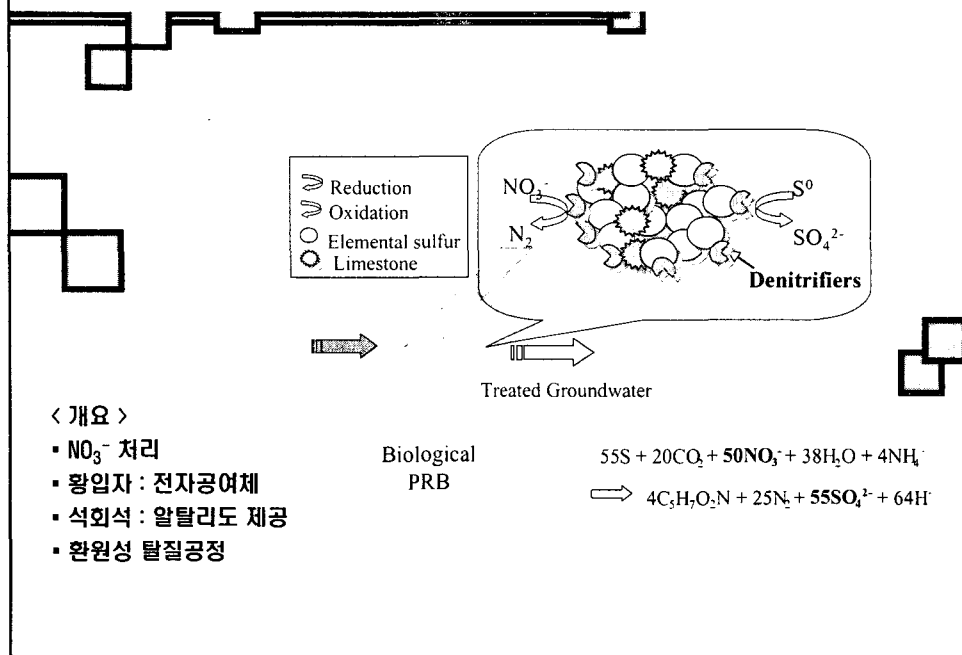 Reduction
Oxidation
Elemental sulfur
Limestone
NO₃⁻
N₂
S⁰
SO₄²⁻
Denitrifiers
Treated Groundwater
< 개요 >
▪ NO₃⁻ 처리
▪ 황입자 : 전자공여체
▪ 석회석 : 알탈리도 제공
▪ 환원성 탈질공정
Biological
PRB
55S + 20CO₂ + 50NO₃⁻ + 38H₂O + 4NH₄⁺
⇒ 4C₅H₇O₂N + 25N₂ + 55SO₄²⁻ + 64H⁺